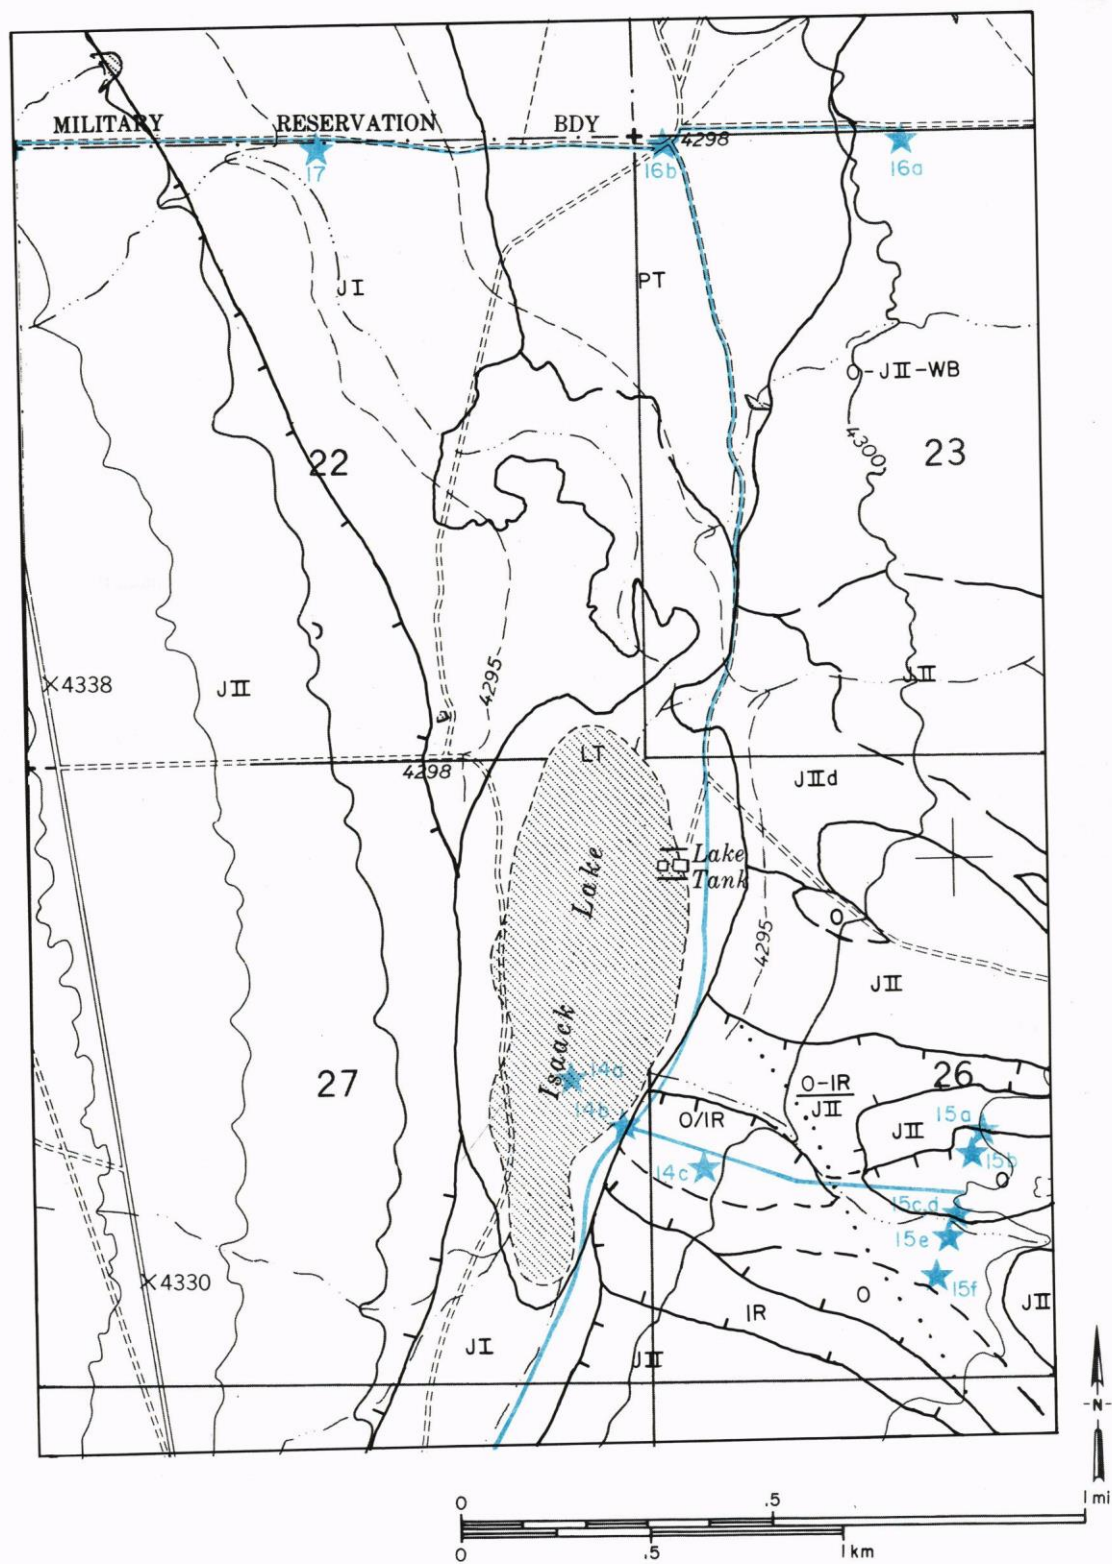 MILITARY RESERVATION BDY
4298
17
16b
16a
JI
PT
O-JII-WB
4300
22
23
4295
4338
JII
JII
LT
4298
JIId
Lake
Tank
Isaack Lake
O
4295
JII
14a
27
26
O-IR
JII
14b
O/IR
JII
15a
15b
14c
O
15c,d
15e
4330
15f
O
JII
IR
JI
JII
N
0 .5 1 mi
0 .5 1 km